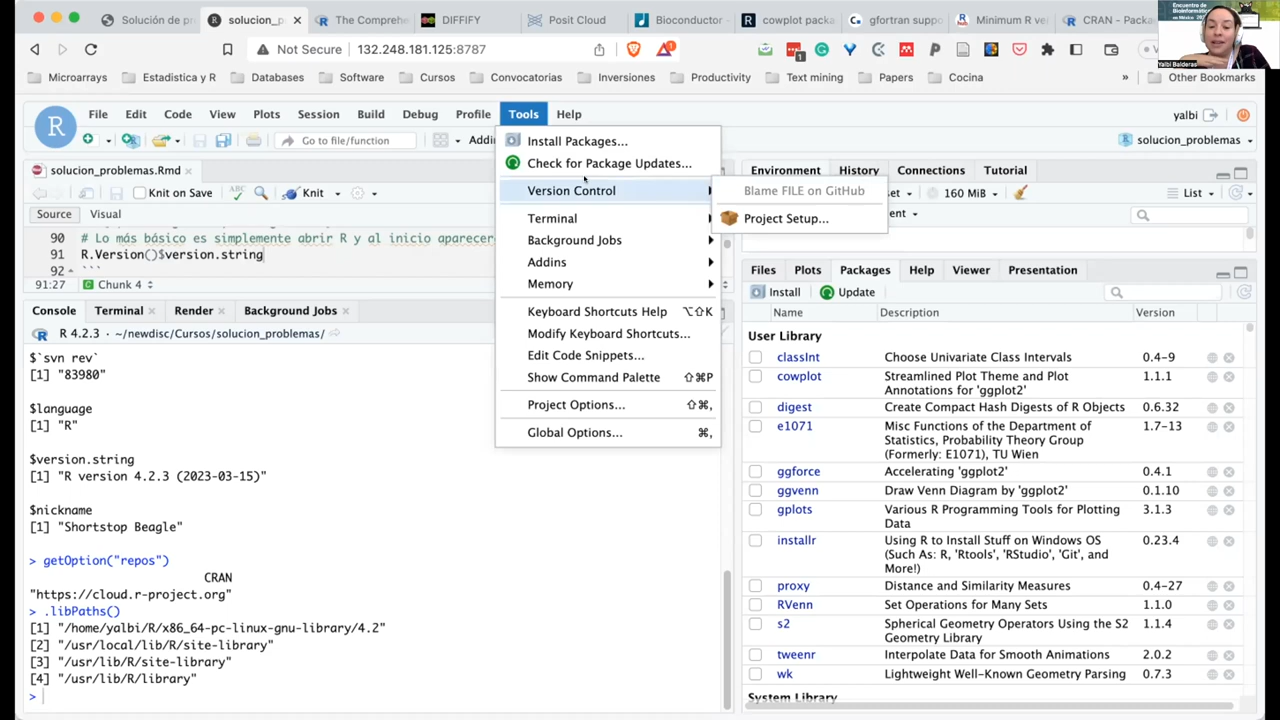 Solución de pr
solucion_p
The Comprehe
DIFFIFY
Posit Cloud
Bioconductor -
cowplot packa
gfortran suppo
Minimum R ve
CRAN - Packa
Encuentro de
Bioinformática
en México
Yalbi Balderas
Not Secure
132.248.181.125:8787
Microarrays
Estadistica y R
Databases
Software
Cursos
Convocatorias
Inversiones
Productivity
Text mining
Papers
Cocina
»
Other Bookmarks
File
Edit
Code
View
Plots
Session
Build
Debug
Profile
Tools
Help
yalbi
Go to file/function
Addin
solucion_problemas
solucion_problemas.Rmd
Knit on Save
ABC
Knit
Source
Visual
90 # Lo más básico es simplemente abrir R y al inicio aparecer
91 R.Version()$version.string
92 ```
91:27
Chunk 4
Install Packages...
Check for Package Updates...
Version Control
Terminal
Background Jobs
Addins
Memory
Keyboard Shortcuts Help ⌥⇧K
Modify Keyboard Shortcuts...
Edit Code Snippets...
Show Command Palette ⇧⌘P
Project Options... ⇧⌘,
Global Options... ⌘,
Blame FILE on GitHub
Project Setup...
Console
Terminal
Render
Background Jobs
R 4.2.3 · ~/newdisc/Cursos/solucion_problemas/
$`svn rev`
[1] "83980"
$language
[1] "R"
$version.string
[1] "R version 4.2.3 (2023-03-15)"
$nickname
[1] "Shortstop Beagle"
> getOption("repos")
CRAN
"https://cloud.r-project.org"
> .libPaths()
[1] "/home/yalbi/R/x86_64-pc-linux-gnu-library/4.2"
[2] "/usr/local/lib/R/site-library"
[3] "/usr/lib/R/site-library"
[4] "/usr/lib/R/library"
>
Environment
History
Connections
Tutorial
160 MiB
List
Files
Plots
Packages
Help
Viewer
Presentation
Install
Update
Name
Description
Version
User Library
classInt Choose Univariate Class Intervals 0.4-9
cowplot Streamlined Plot Theme and Plot 1.1.1
Annotations for 'ggplot2'
digest Create Compact Hash Digests of R Objects 0.6.32
e1071 Misc Functions of the Department of 1.7-13
Statistics, Probability Theory Group
(Formerly: E1071), TU Wien
ggforce Accelerating 'ggplot2' 0.4.1
ggvenn Draw Venn Diagram by 'ggplot2' 0.1.10
gplots Various R Programming Tools for Plotting 3.1.3
Data
installr Using R to Install Stuff on Windows OS 0.23.4
(Such As: R, 'Rtools', 'RStudio', 'Git', and
More!)
proxy Distance and Similarity Measures 0.4-27
RVenn Set Operations for Many Sets 1.1.0
s2 Spherical Geometry Operators Using the S2 1.1.4
Geometry Library
tweenr Interpolate Data for Smooth Animations 2.0.2
wk Lightweight Well-Known Geometry Parsing 0.7.3
System Library